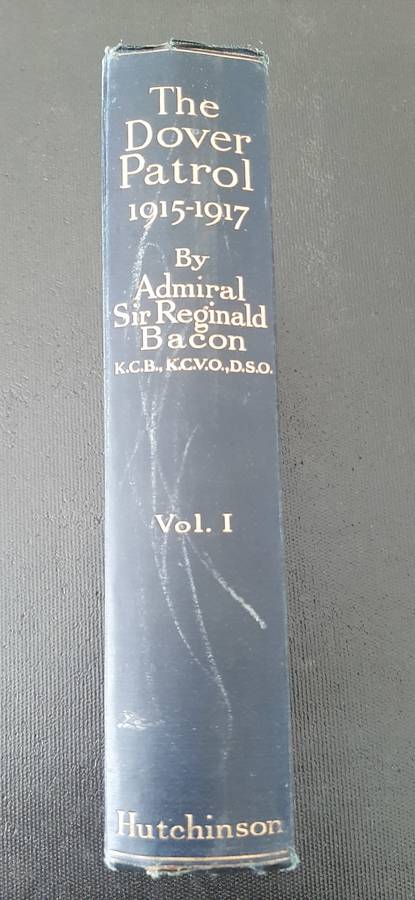 The
Dover
Patrol
1915-1917
By
Admiral
Sir Reginald
Bacon
K.C.B., K.C.V.O., D.S.O.
Vol. I
Hutchinson